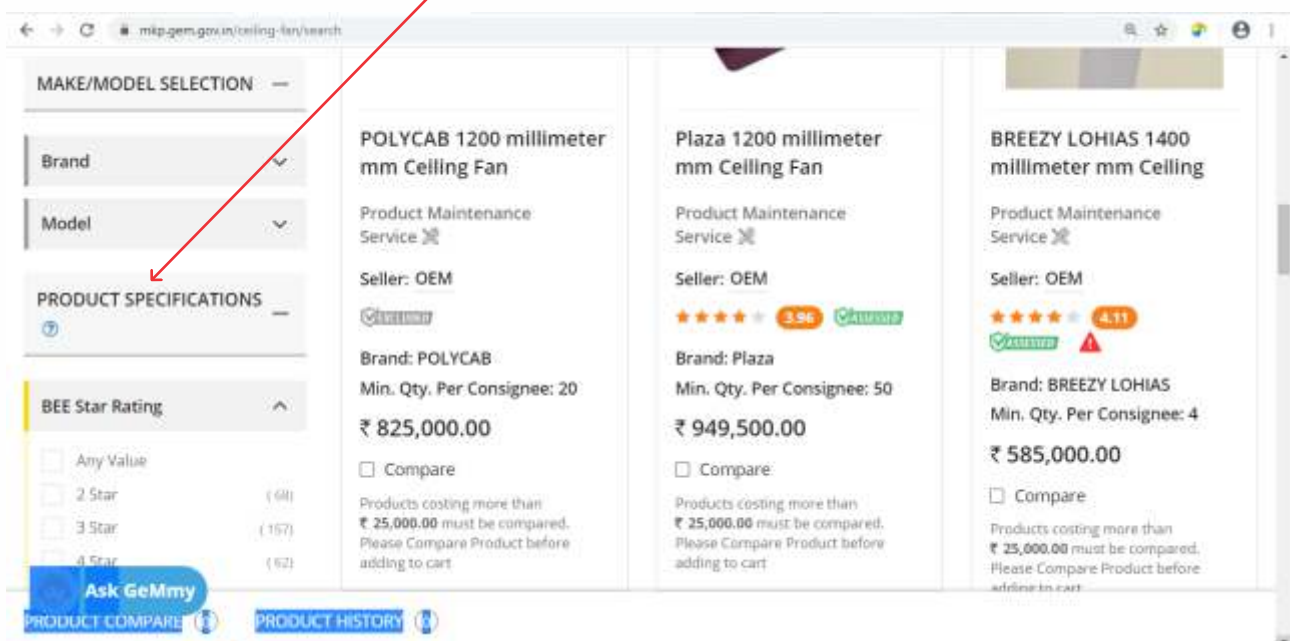 mkp.gem.gov.in/ceiling-fan/search
MAKE/MODEL SELECTION —
Brand
Model
PRODUCT SPECIFICATIONS —
?
BEE Star Rating
Any Value
2 Star (68)
3 Star (157)
4 Star (62)
Ask GeMmy
POLYCAB 1200 millimeter
mm Ceiling Fan
Product Maintenance
Service
Seller: OEM
Brand: POLYCAB
Min. Qty. Per Consignee: 20
₹ 825,000.00
Compare
Products costing more than
₹ 25,000.00 must be compared.
Please Compare Product before
adding to cart
Plaza 1200 millimeter
mm Ceiling Fan
Product Maintenance
Service
Seller: OEM
3.96 ASSESSED
Brand: Plaza
Min. Qty. Per Consignee: 50
₹ 949,500.00
Compare
Products costing more than
₹ 25,000.00 must be compared.
Please Compare Product before
adding to cart
BREEZY LOHIAS 1400
millimeter mm Ceiling
Product Maintenance
Service
Seller: OEM
4.11
ASSESSED
Brand: BREEZY LOHIAS
Min. Qty. Per Consignee: 4
₹ 585,000.00
Compare
Products costing more than
₹ 25,000.00 must be compared.
Please Compare Product before
adding to cart
PRODUCT COMPARE PRODUCT HISTORY